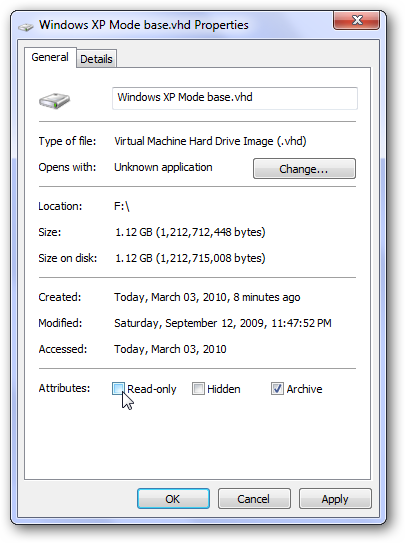 Windows XP Mode base.vhd Properties
General Details
Windows XP Mode base.vhd
Type of file: Virtual Machine Hard Drive Image (.vhd)
Opens with: Unknown application Change...
Location: F:\
Size: 1.12 GB (1,212,712,448 bytes)
Size on disk: 1.12 GB (1,212,715,008 bytes)
Created: Today, March 03, 2010, 8 minutes ago
Modified: Saturday, September 12, 2009, 11:47:52 PM
Accessed: Today, March 03, 2010
Attributes: Read-only Hidden Archive
OK Cancel Apply